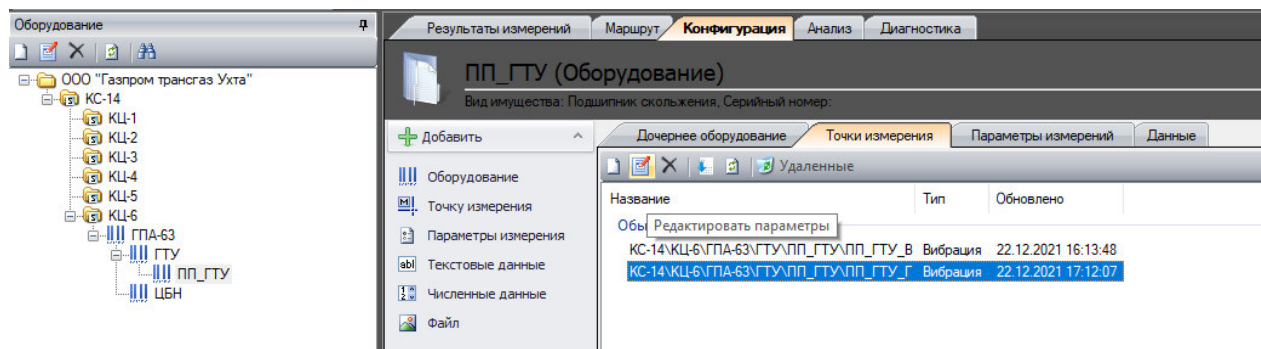 Оборудование
ООО "Газпром трансгаз Ухта"
КС-14
КЦ-1
КЦ-2
КЦ-3
КЦ-4
КЦ-5
КЦ-6
ГПА-63
ГТУ
ПП_ГТУ
ЦБН
Результаты измерений Маршрут Конфигурация Анализ Диагностика
ПП_ГТУ (Оборудование)
Вид имущества: Подшипник скольжения, Серийный номер:
Добавить
Оборудование
Точку измерения
Параметры измерения
Текстовые данные
Численные данные
Файл
Дочернее оборудование Точки измерения Параметры измерений Данные
Удаленные
Название Тип Обновлено
Редактировать параметры
КС-14\КЦ-6\ГПА-63\ГТУ\ПП_ГТУ\ПП_ГТУ_В Вибрация 22.12.2021 16:13:48
КС-14\КЦ-6\ГПА-63\ГТУ\ПП_ГТУ\ПП_ГТУ_Г Вибрация 22.12.2021 17:12:07